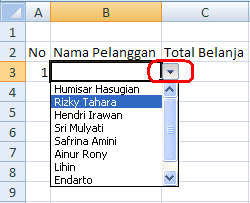 A B C
1
2 No Nama Pelanggan Total Belanja
3 1
4 Humisar Hasugian
5 Rizky Tahara
6 Hendri Irawan
Sri Mulyati
7 Safrina Amini
8 Ainur Rony
Lihin
9 Endarto